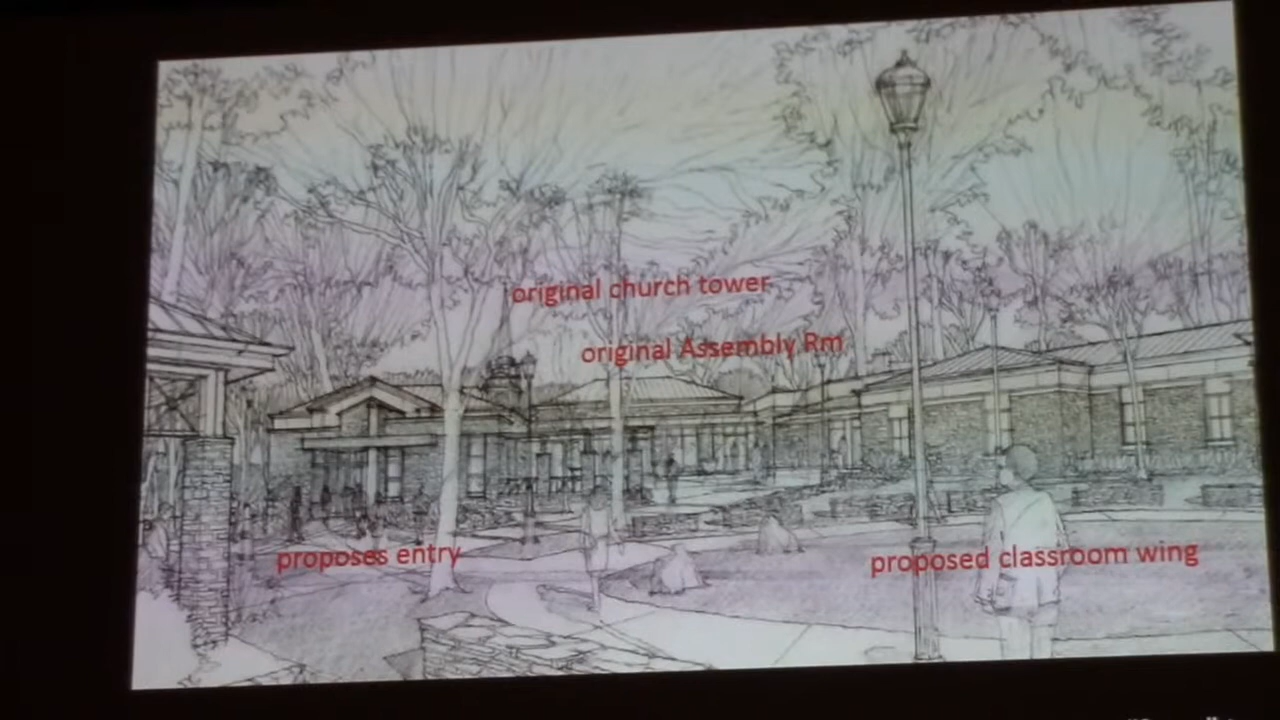 original church tower
original Assembly Rm
proposes entry
proposed classroom wing